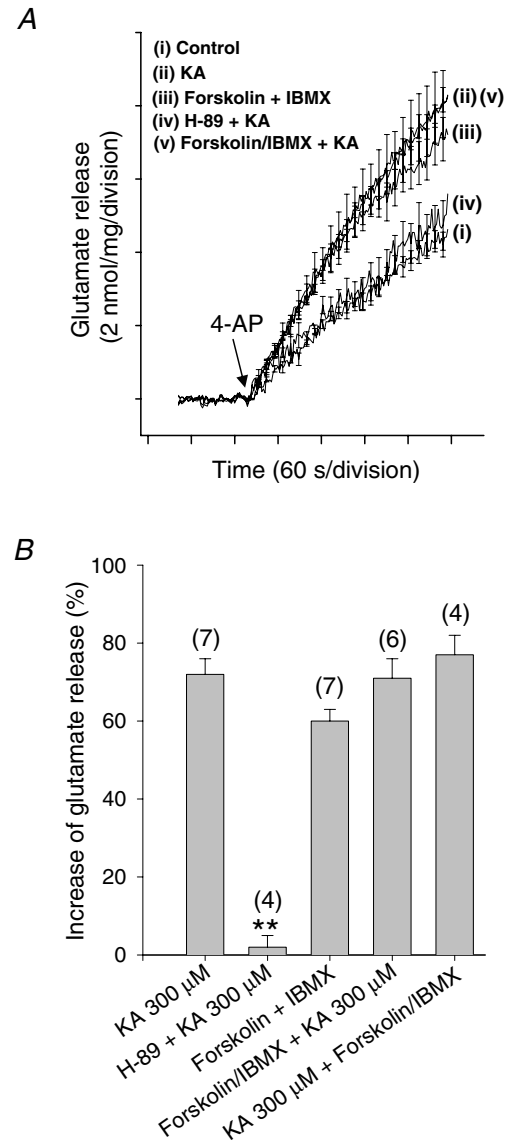 A
(i) Control
(ii) KA
(iii) Forskolin + IBMX
(iv) H-89 + KA
(v) Forskolin/IBMX + KA
(ii) (v)
(iii)
(iv)
(i)
4-AP
Glutamate release
(2 nmol/mg/division)
Time (60 s/division)
B
Increase of glutamate release (%)
100
80
60
40
20
0
(7)
(4)
**
(7)
(6)
(4)
KA 300 µM
H-89 + KA 300 µM
Forskolin + IBMX
Forskolin/IBMX + KA 300 µM
KA 300 µM + Forskolin/IBMX